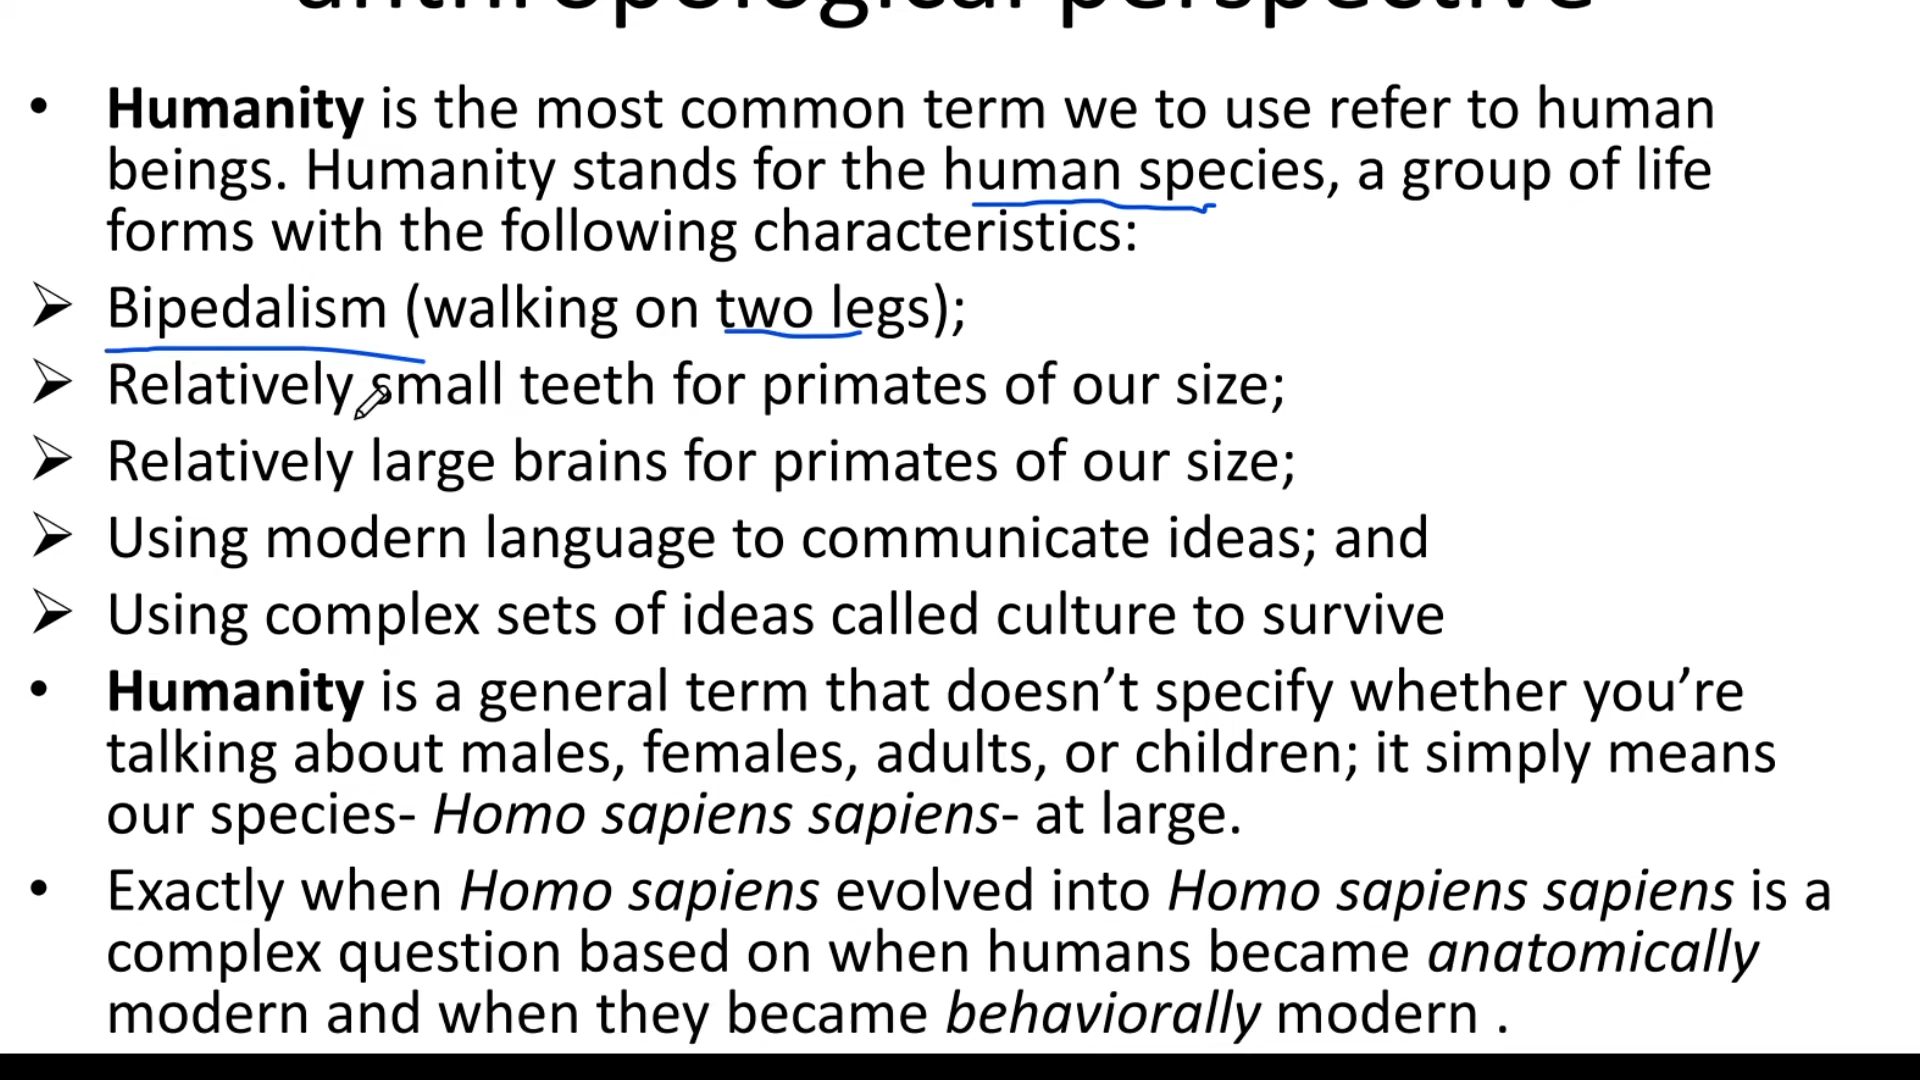 anthropological perspective
• Humanity is the most common term we to use refer to human
beings. Humanity stands for the human species, a group of life
forms with the following characteristics:
➢ Bipedalism (walking on two legs);
➢ Relatively small teeth for primates of our size;
➢ Relatively large brains for primates of our size;
➢ Using modern language to communicate ideas; and
➢ Using complex sets of ideas called culture to survive
• Humanity is a general term that doesn’t specify whether you’re
talking about males, females, adults, or children; it simply means
our species- Homo sapiens sapiens- at large.
• Exactly when Homo sapiens evolved into Homo sapiens sapiens is a
complex question based on when humans became anatomically
modern and when they became behaviorally modern .